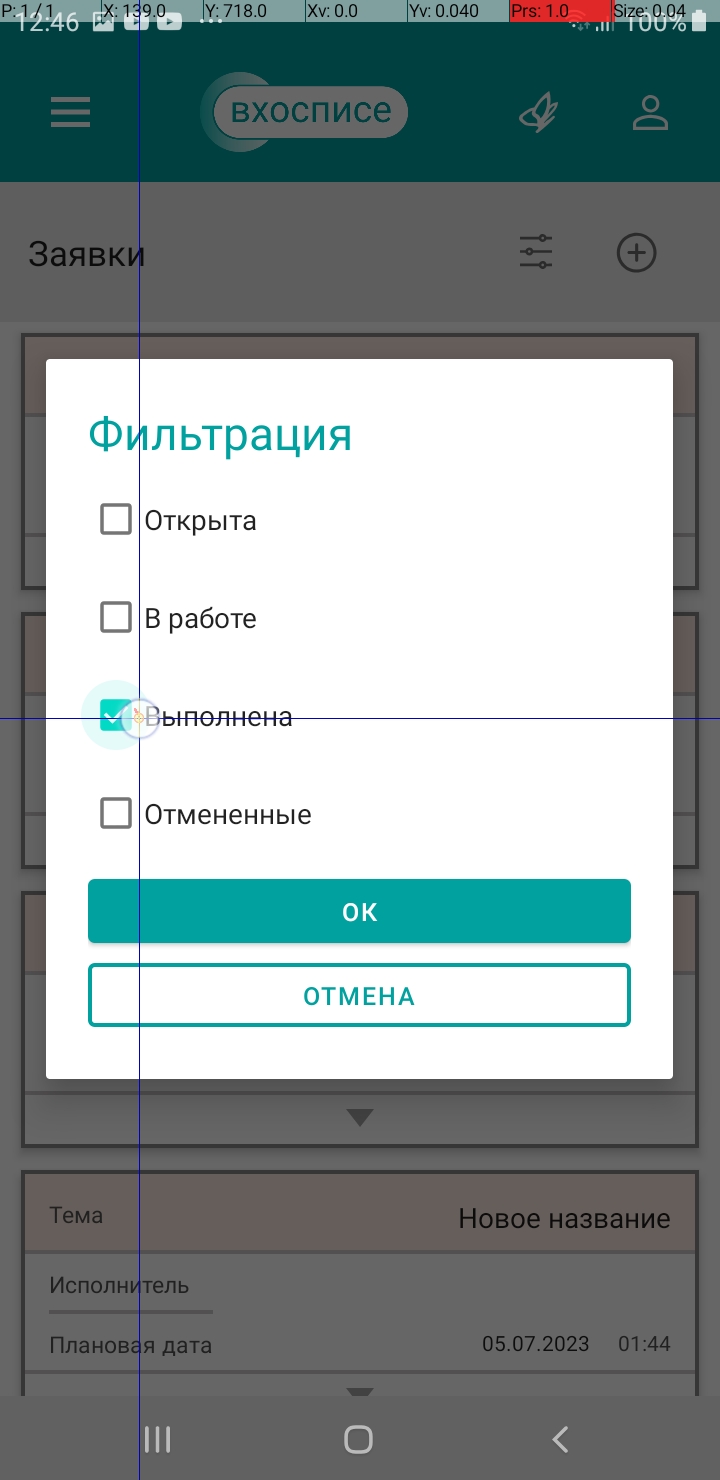 P: 1 / 1 X: 139.0 Y: 718.0 Xv: 0.0 Yv: 0.040 Prs: 1.0 Size: 0.04
12:46 100%
вхосписе
Заявки
Фильтрация
Открыта
В работе
Выполнена
Отмененные
ОК
ОТМЕНА
Тема Новое название
Исполнитель
Плановая дата 05.07.2023 01:44